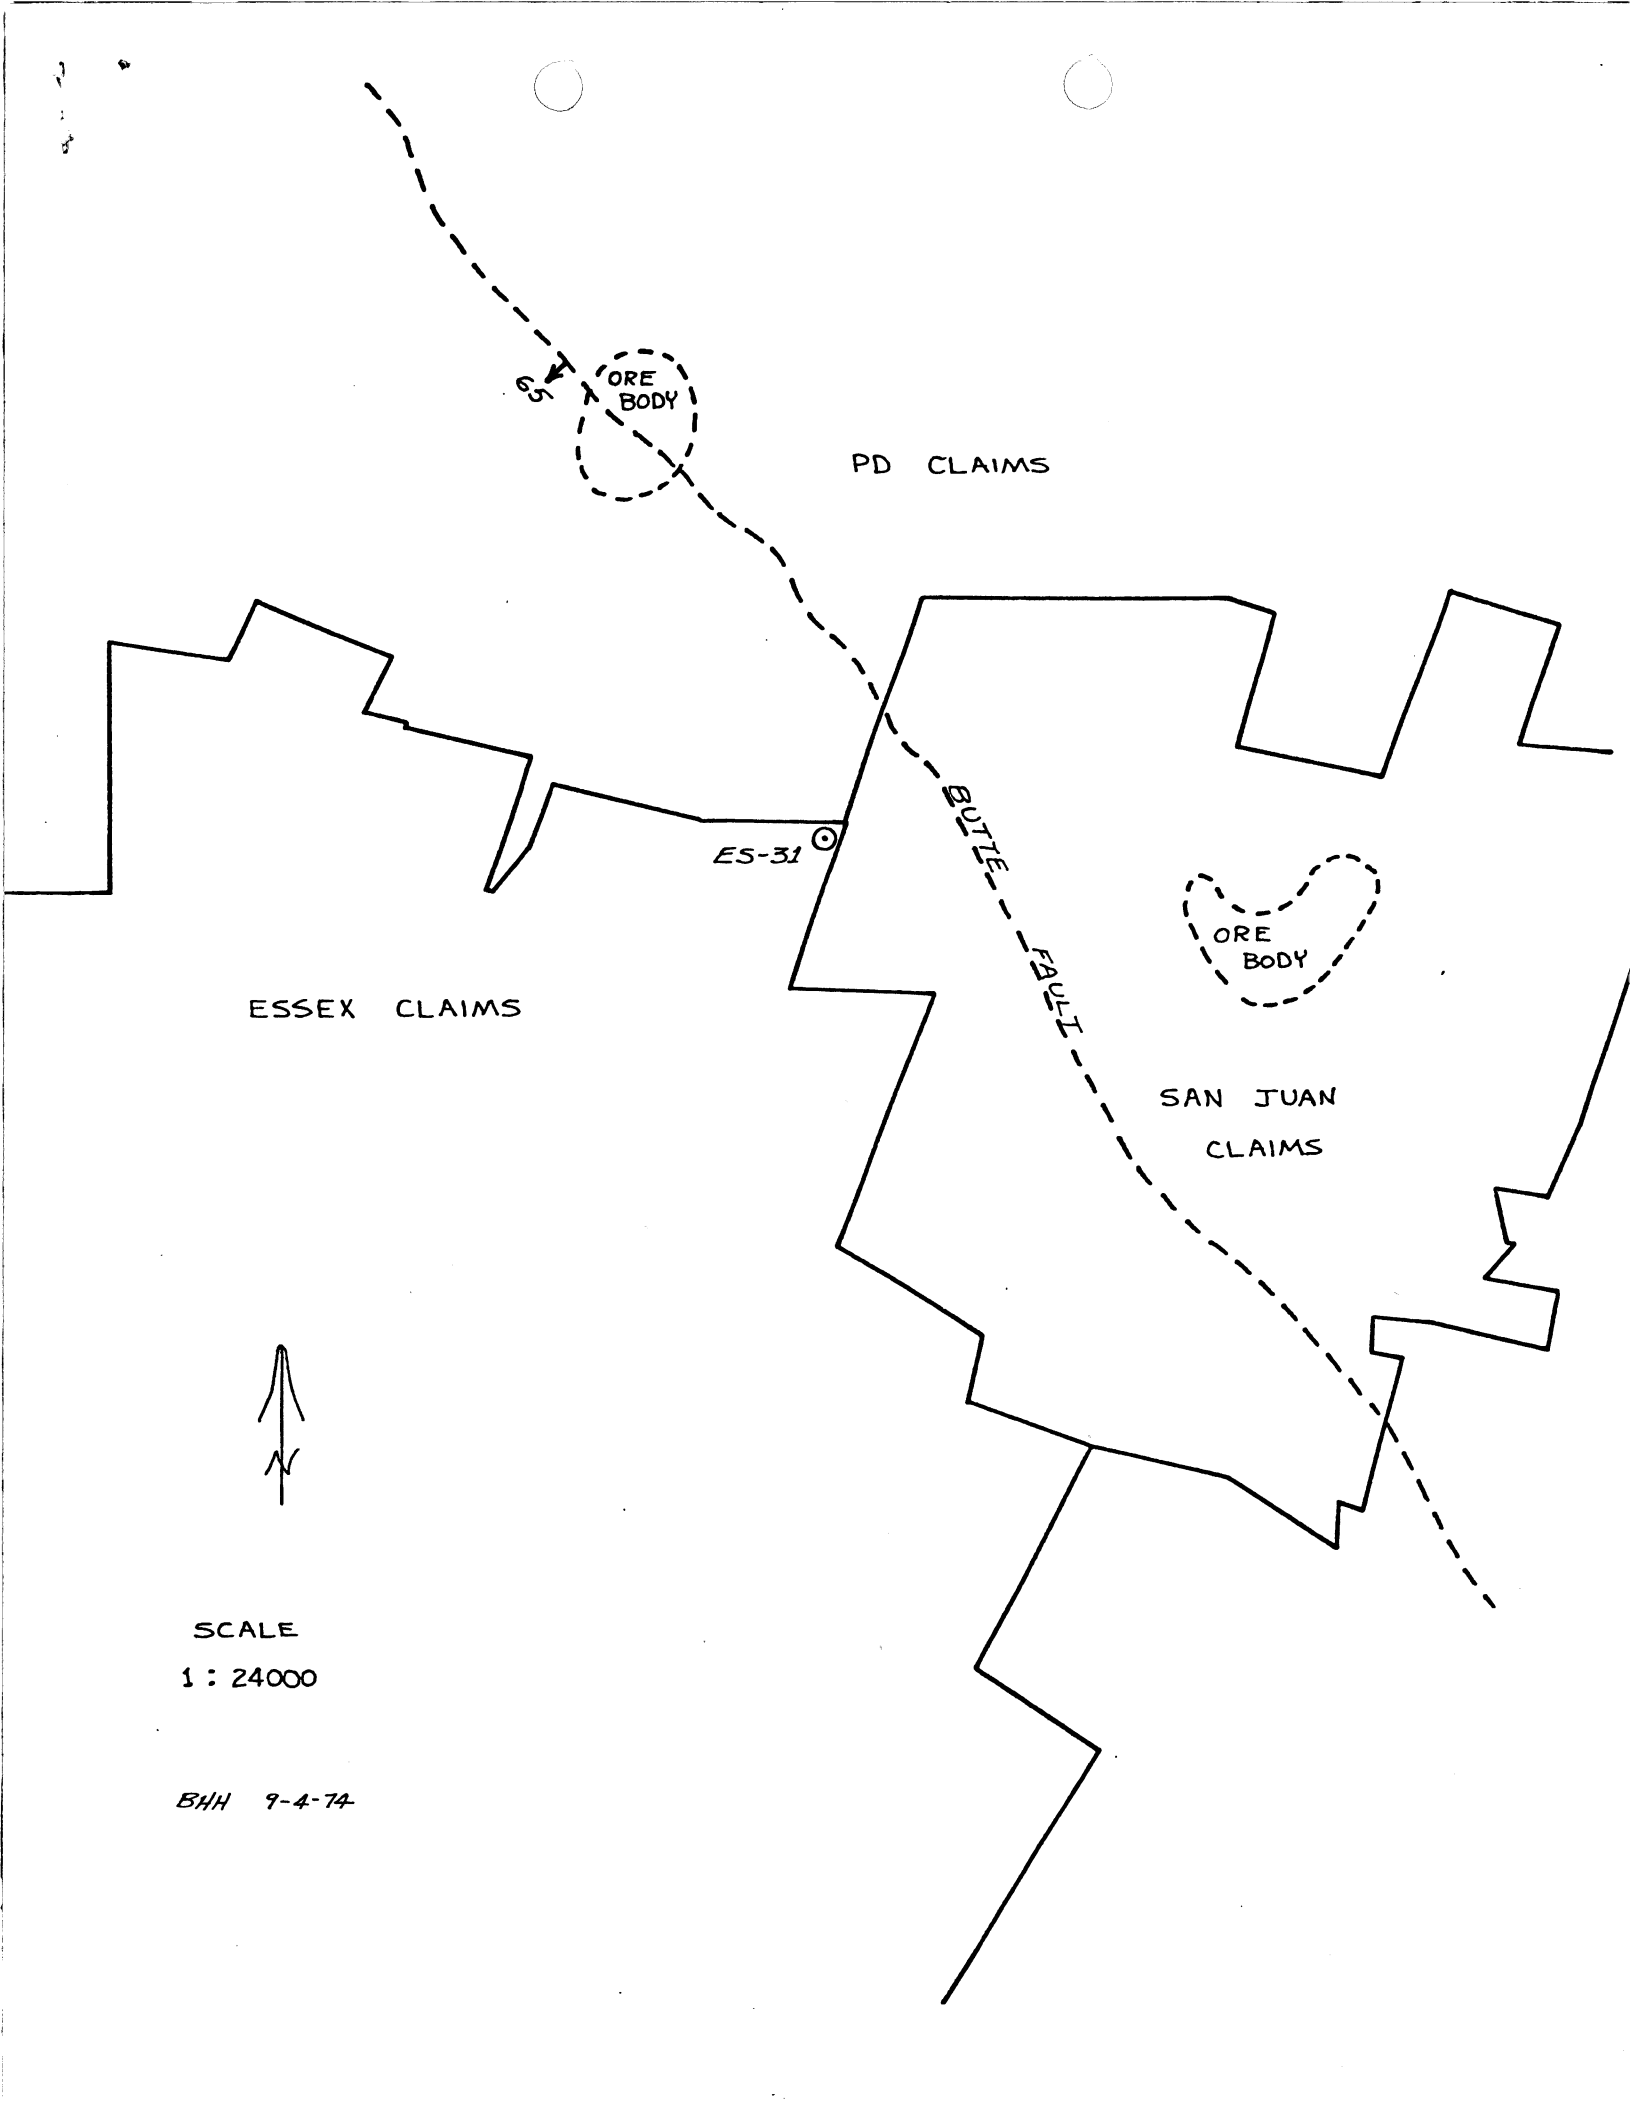 65
ORE
BODY
PD CLAIMS
ES-31
BUTTE FAULT
ORE
BODY
ESSEX CLAIMS
SAN JUAN
CLAIMS
N
SCALE
1 : 24000
BHH 9-4-74